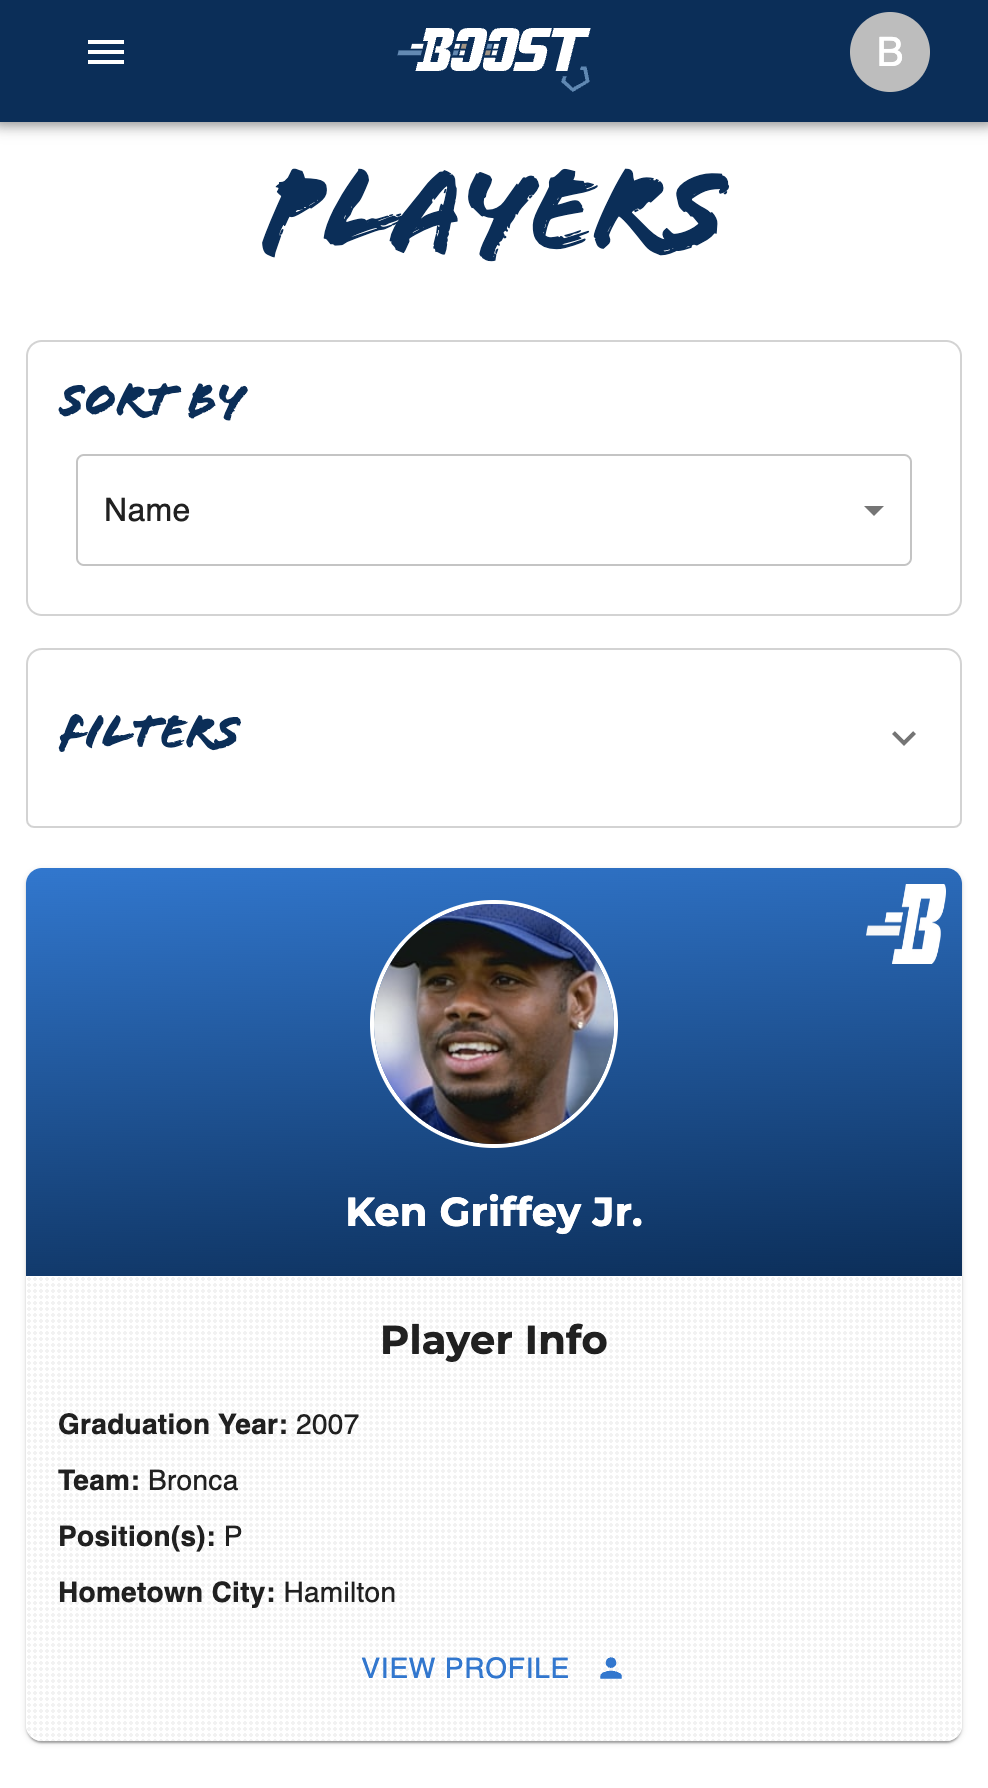 BOOST
B
PLAYERS
SORT BY
Name
FILTERS
B
Ken Griffey Jr.
Player Info
Graduation Year: 2007
Team: Bronca
Position(s): P
Hometown City: Hamilton
VIEW PROFILE